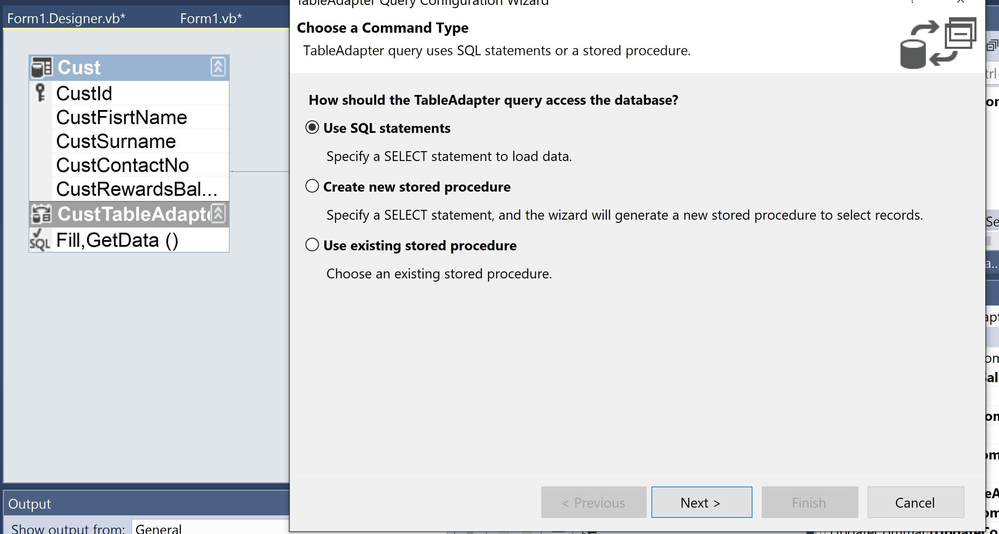 Form1.Designer.vb* Form1.vb*
Cust
CustId
CustFisrtName
CustSurname
CustContactNo
CustRewardsBal...
CustTableAdapt
SQL Fill,GetData ()
Output
Show output from: General
TableAdapter Query Configuration Wizard
Choose a Command Type
TableAdapter query uses SQL statements or a stored procedure.
How should the TableAdapter query access the database?
Use SQL statements
Specify a SELECT statement to load data.
Create new stored procedure
Specify a SELECT statement, and the wizard will generate a new stored procedure to select records.
Use existing stored procedure
Choose an existing stored procedure.
< Previous
Next >
Finish
Cancel